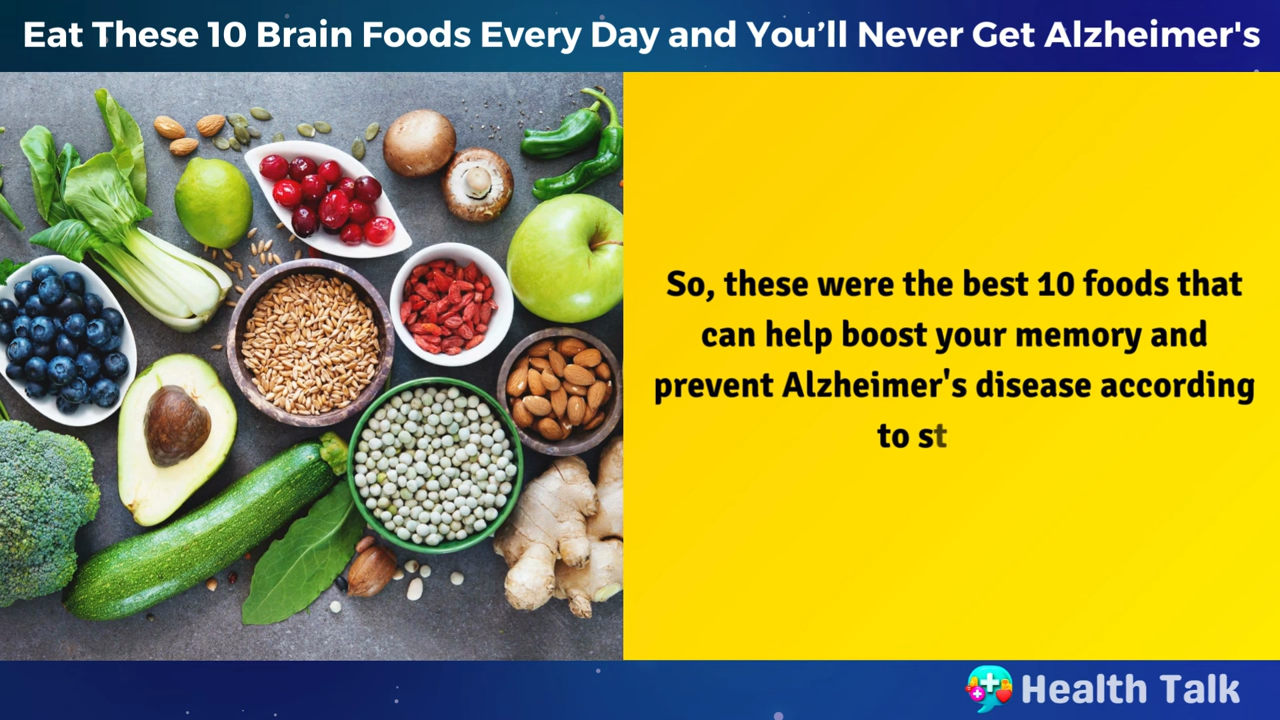 Eat These 10 Brain Foods Every Day and You’ll Never Get Alzheimer's
So, these were the best 10 foods that
can help boost your memory and
prevent Alzheimer's disease according
to st
Health Talk